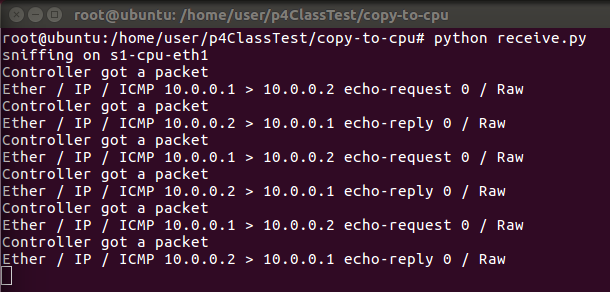 root@ubuntu: /home/user/p4ClassTest/copy-to-cpu
root@ubuntu:/home/user/p4ClassTest/copy-to-cpu# python receive.py
sniffing on s1-cpu-eth1
Controller got a packet
Ether / IP / ICMP 10.0.0.1 > 10.0.0.2 echo-request 0 / Raw
Controller got a packet
Ether / IP / ICMP 10.0.0.2 > 10.0.0.1 echo-reply 0 / Raw
Controller got a packet
Ether / IP / ICMP 10.0.0.1 > 10.0.0.2 echo-request 0 / Raw
Controller got a packet
Ether / IP / ICMP 10.0.0.2 > 10.0.0.1 echo-reply 0 / Raw
Controller got a packet
Ether / IP / ICMP 10.0.0.1 > 10.0.0.2 echo-request 0 / Raw
Controller got a packet
Ether / IP / ICMP 10.0.0.2 > 10.0.0.1 echo-reply 0 / Raw